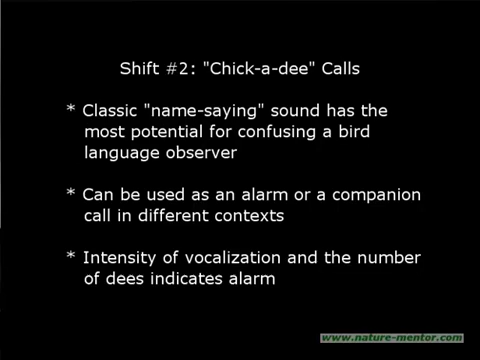 Shift #2: "Chick-a-dee" Calls
* Classic "name-saying" sound has the
most potential for confusing a bird
language observer
* Can be used as an alarm or a companion
call in different contexts
* Intensity of vocalization and the number
of dees indicates alarm
www.nature-mentor.com